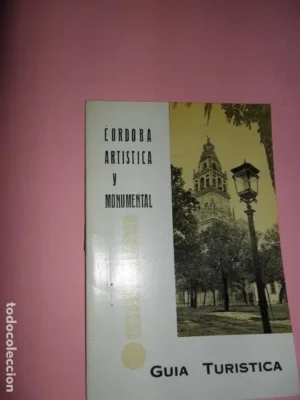 CORDOBA
ARTISTICA
y
MONUMENTAL
GUIA TURISTICA
todocoleccion